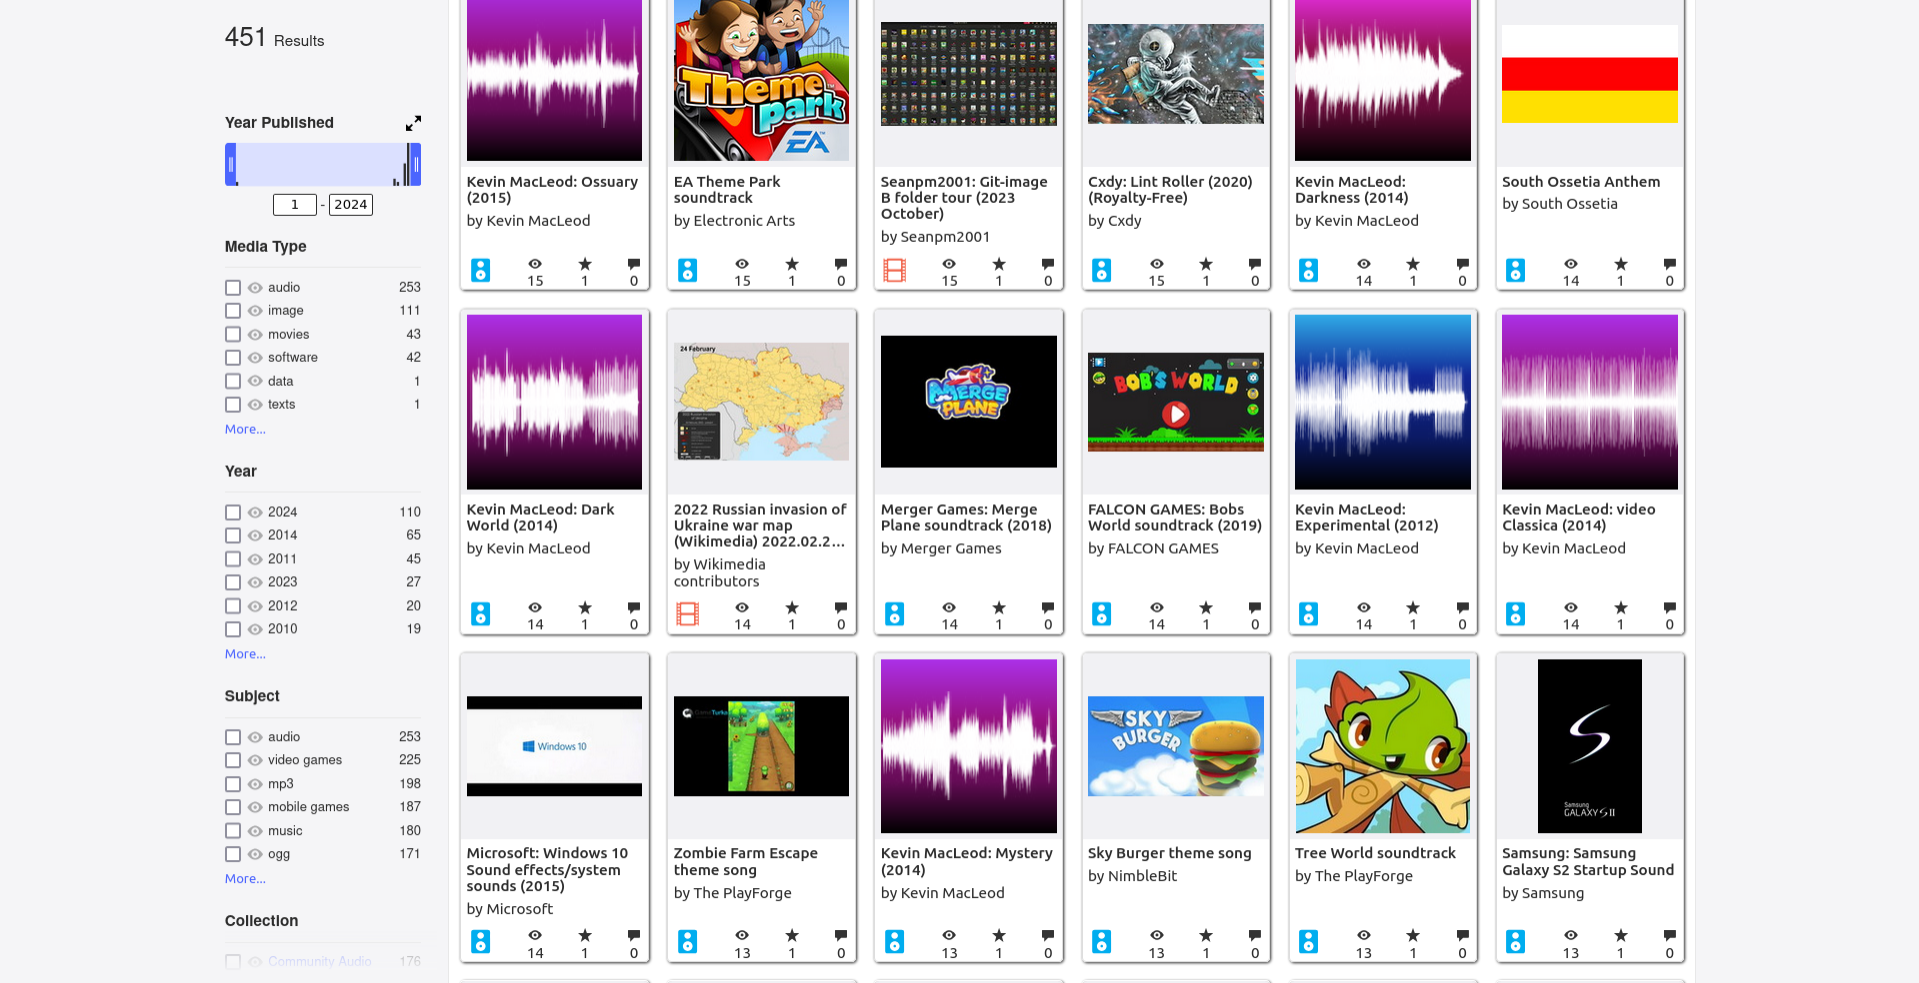 451 Results
Year Published
1 - 2024
Media Type
audio 253
image 111
movies 43
software 42
data 1
texts 1
More...
Year
2024 110
2014 65
2011 45
2023 27
2012 20
2010 19
More...
Subject
audio 253
video games 225
mp3 198
mobile games 187
music 180
ogg 171
More...
Collection
Community Audio 176
Kevin MacLeod: Ossuary
(2015)
by Kevin MacLeod
15 1 0
Theme
park
EA
EA Theme Park
soundtrack
by Electronic Arts
15 1 0
Seanpm2001: Git-image
B folder tour (2023
October)
by Seanpm2001
15 1 0
Cxdy: Lint Roller (2020)
(Royalty-Free)
by Cxdy
15 1 0
Kevin MacLeod:
Darkness (2014)
by Kevin MacLeod
14 1 0
South Ossetia Anthem
by South Ossetia
14 1 0
Kevin MacLeod: Dark
World (2014)
by Kevin MacLeod
14 1 0
24 February
2022 Russian invasion of
Ukraine war map
(Wikimedia) 2022.02.2...
by Wikimedia
contributors
14 1 0
MERGE
PLANE
Merger Games: Merge
Plane soundtrack (2018)
by Merger Games
14 1 0
BOB'S WORLD
FALCON GAMES: Bobs
World soundtrack (2019)
by FALCON GAMES
14 1 0
Kevin MacLeod:
Experimental (2012)
by Kevin MacLeod
14 1 0
Kevin MacLeod: video
Classica (2014)
by Kevin MacLeod
14 1 0
Windows 10
Microsoft: Windows 10
Sound effects/system
sounds (2015)
by Microsoft
14 1 0
Zombie Farm Escape
theme song
by The PlayForge
13 1 0
Kevin MacLeod: Mystery
(2014)
by Kevin MacLeod
13 1 0
SKY
BURGER
Sky Burger theme song
by NimbleBit
13 1 0
Tree World soundtrack
by The PlayForge
13 1 0
Samsung
GALAXY S II
Samsung: Samsung
Galaxy S2 Startup Sound
by Samsung
13 1 0